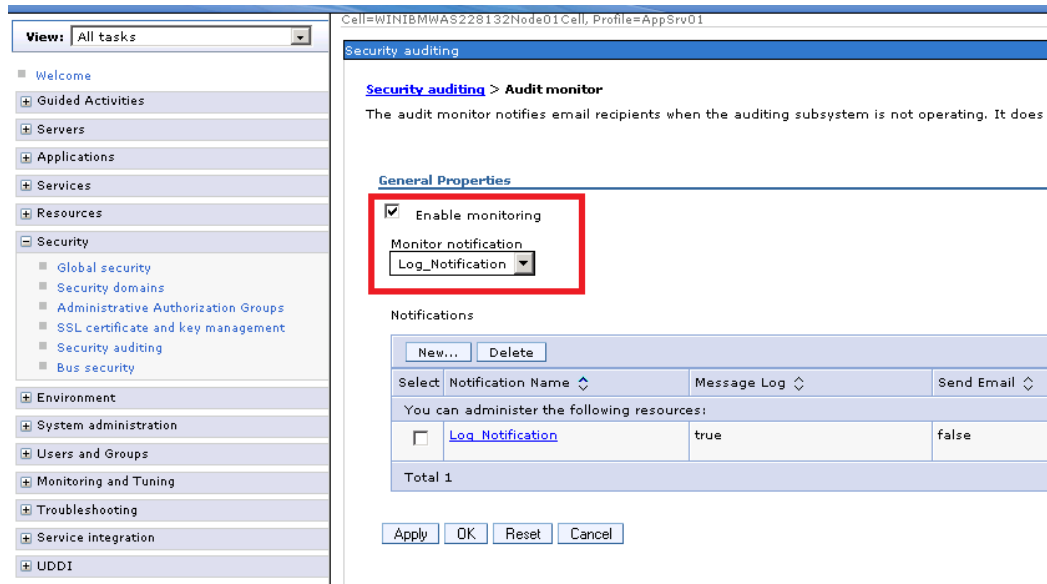 Cell=WINIBMWAS228132Node01Cell, Profile=AppSrv01
View: All tasks
Welcome
Guided Activities
Servers
Applications
Services
Resources
Security
Global security
Security domains
Administrative Authorization Groups
SSL certificate and key management
Security auditing
Bus security
Environment
System administration
Users and Groups
Monitoring and Tuning
Troubleshooting
Service integration
UDDI
Security auditing
Security auditing > Audit monitor
The audit monitor notifies email recipients when the auditing subsystem is not operating. It does
General Properties
Enable monitoring
Monitor notification
Log_Notification
Notifications
New... Delete
Select Notification Name Message Log Send Email
You can administer the following resources:
Log_Notification true false
Total 1
Apply OK Reset Cancel